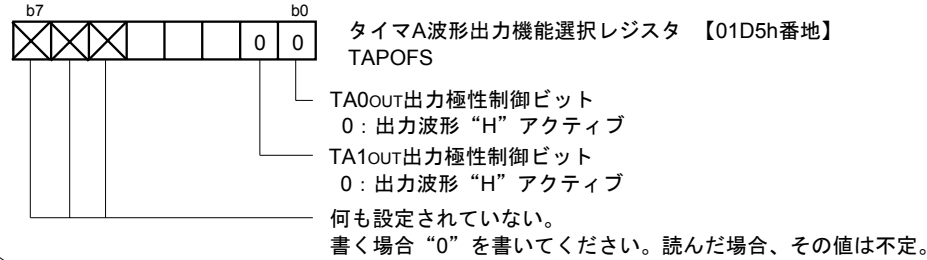 b7 b0
0 0
タイマA波形出力機能選択レジスタ 【01D5h番地】
TAPOFS
TA0OUT出力極性制御ビット
0：出力波形“H”アクティブ
TA1OUT出力極性制御ビット
0：出力波形“H”アクティブ
何も設定されていない。
書く場合“0”を書いてください。読んだ場合、その値は不定。